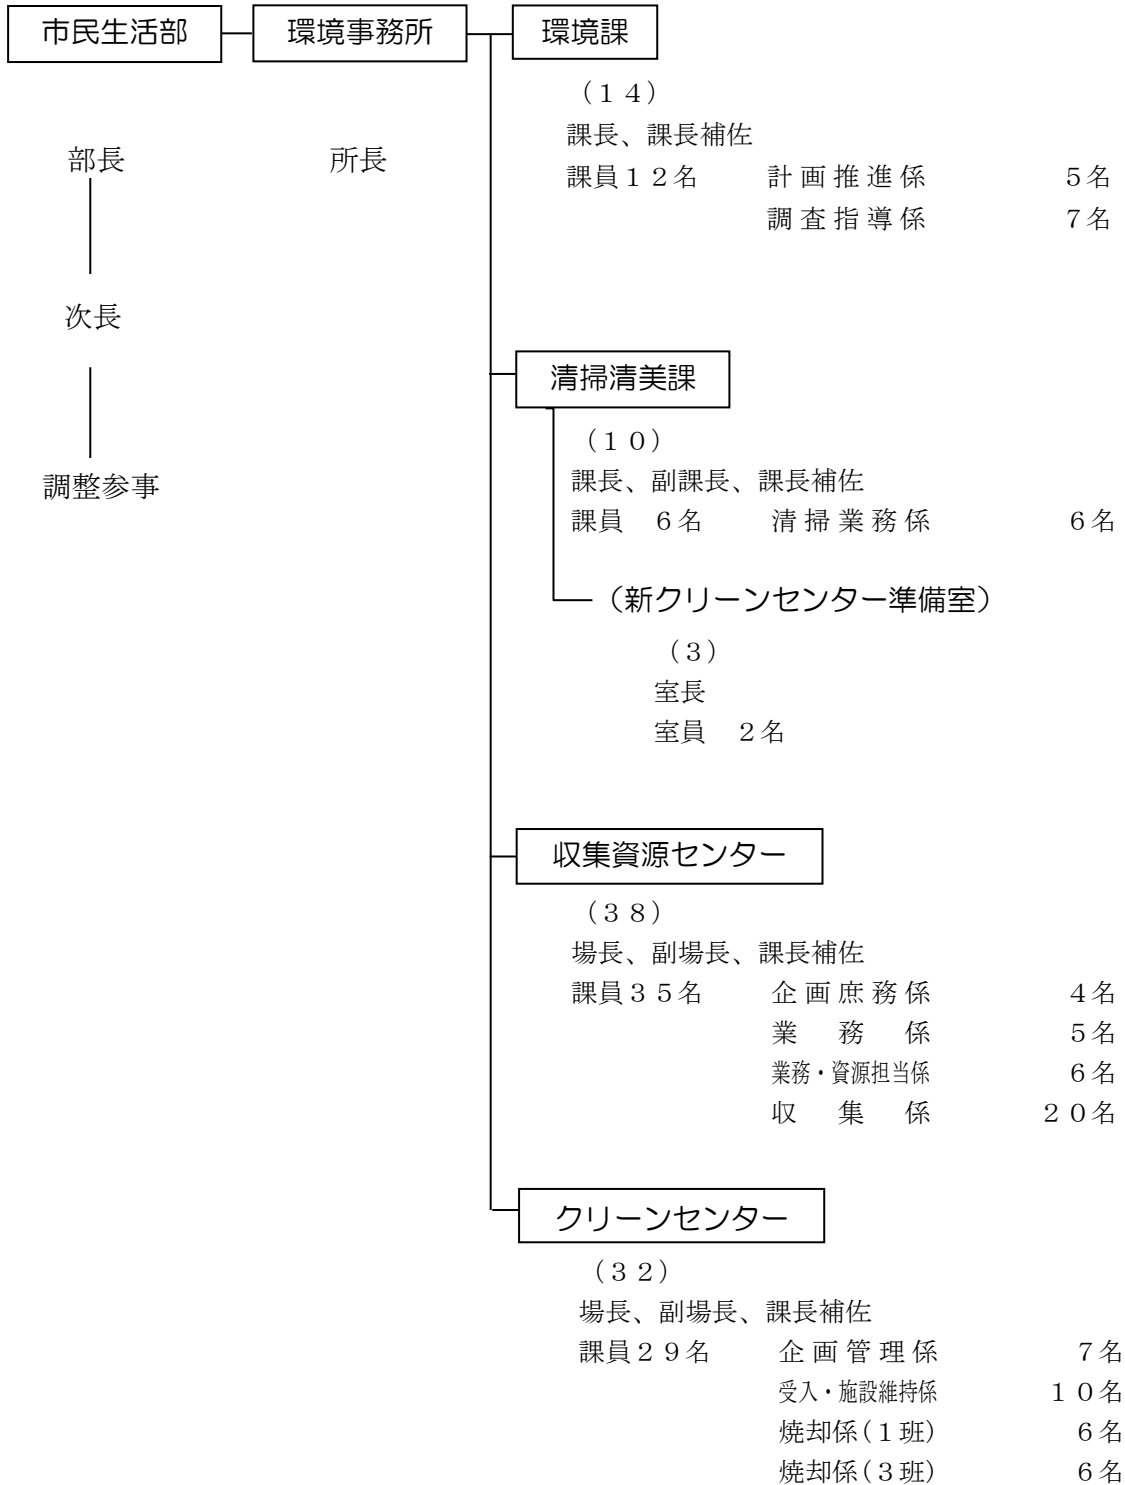 市民生活部 環境事務所 環境課
（１４）
課長、課長補佐
部長 所長
課員１２名 計画推進係 ５名
調査指導係 ７名
次長
清掃清美課
（１０）
課長、副課長、課長補佐
調整参事
課員 ６名 清掃業務係 ６名
（新クリーンセンター準備室）
（３）
室長
室員 ２名
収集資源センター
（３８）
場長、副場長、課長補佐
課員３５名 企画庶務係 ４名
業務係 ５名
業務・資源担当係 ６名
収集係 ２０名
クリーンセンター
（３２）
場長、副場長、課長補佐
課員２９名 企画管理係 ７名
受入・施設維持係 １０名
焼却係（１班） ６名
焼却係（３班） ６名